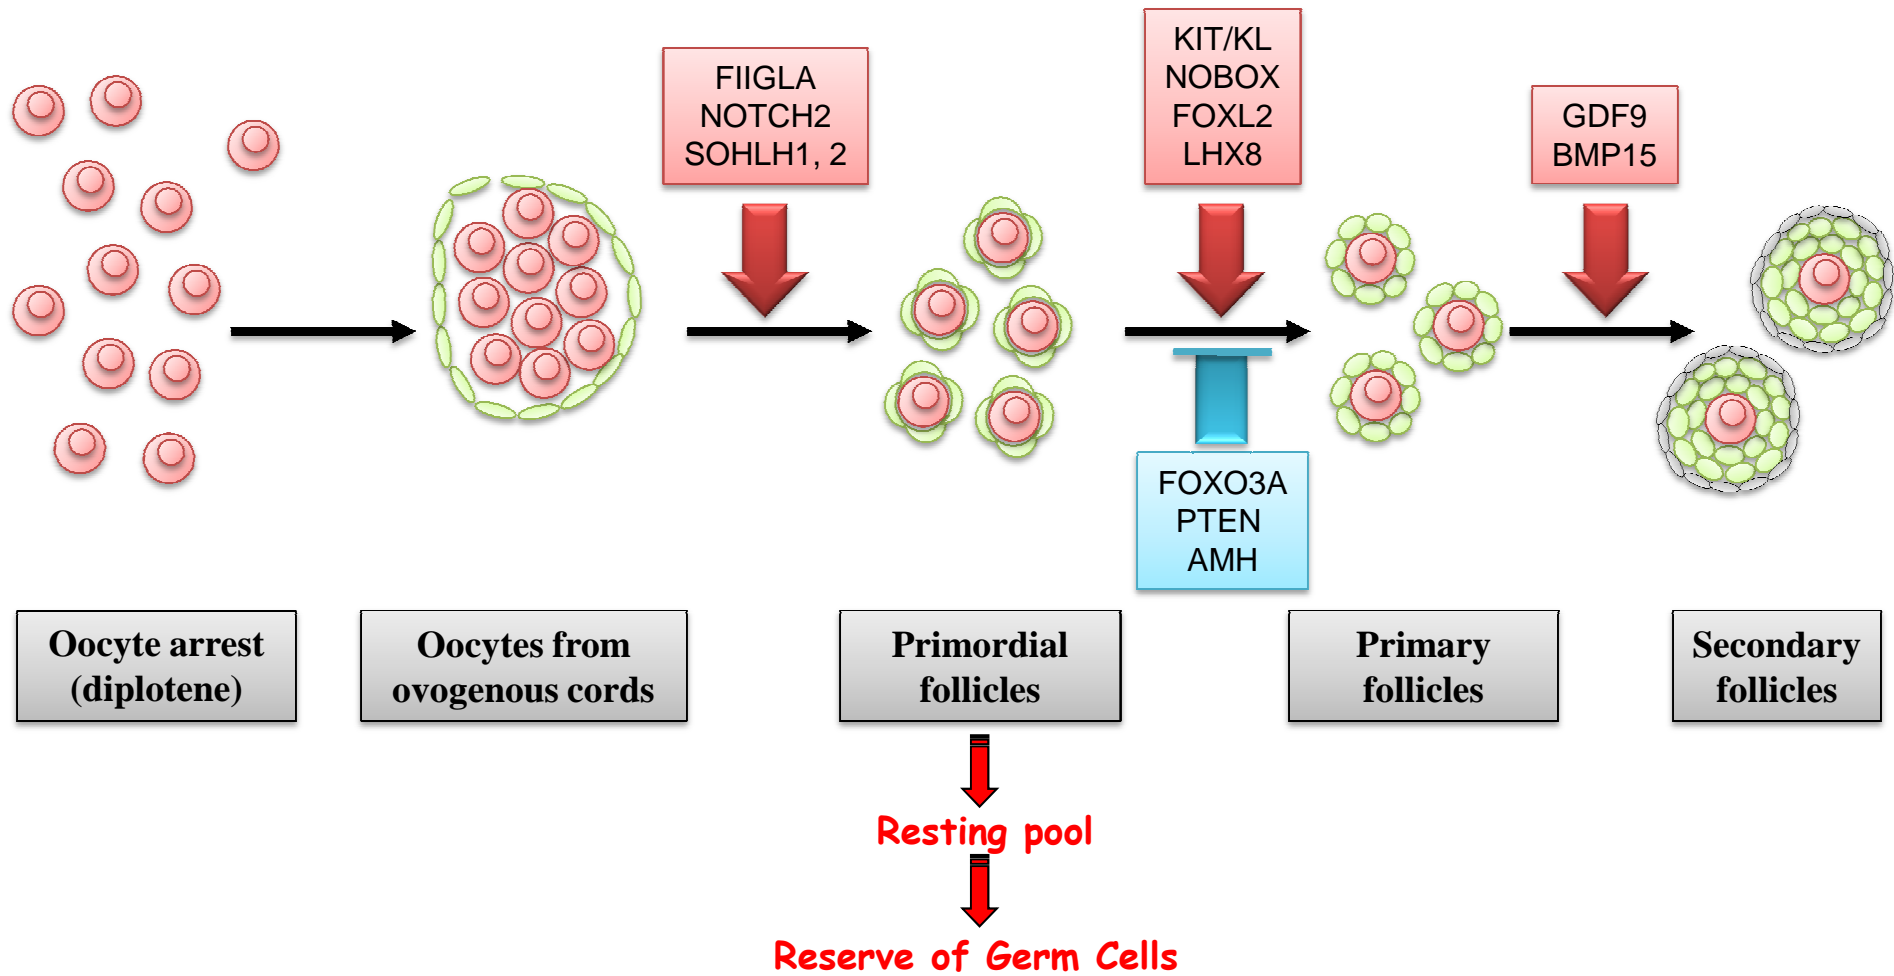 FIIGLA
NOTCH2
SOHLH1, 2
KIT/KL
NOBOX
FOXL2
LHX8
GDF9
BMP15
FOXO3A
PTEN
AMH
Oocyte arrest
(diplotene)
Oocytes from
ovogenous cords
Primordial
follicles
Primary
follicles
Secondary
follicles
Resting pool
Reserve of Germ Cells